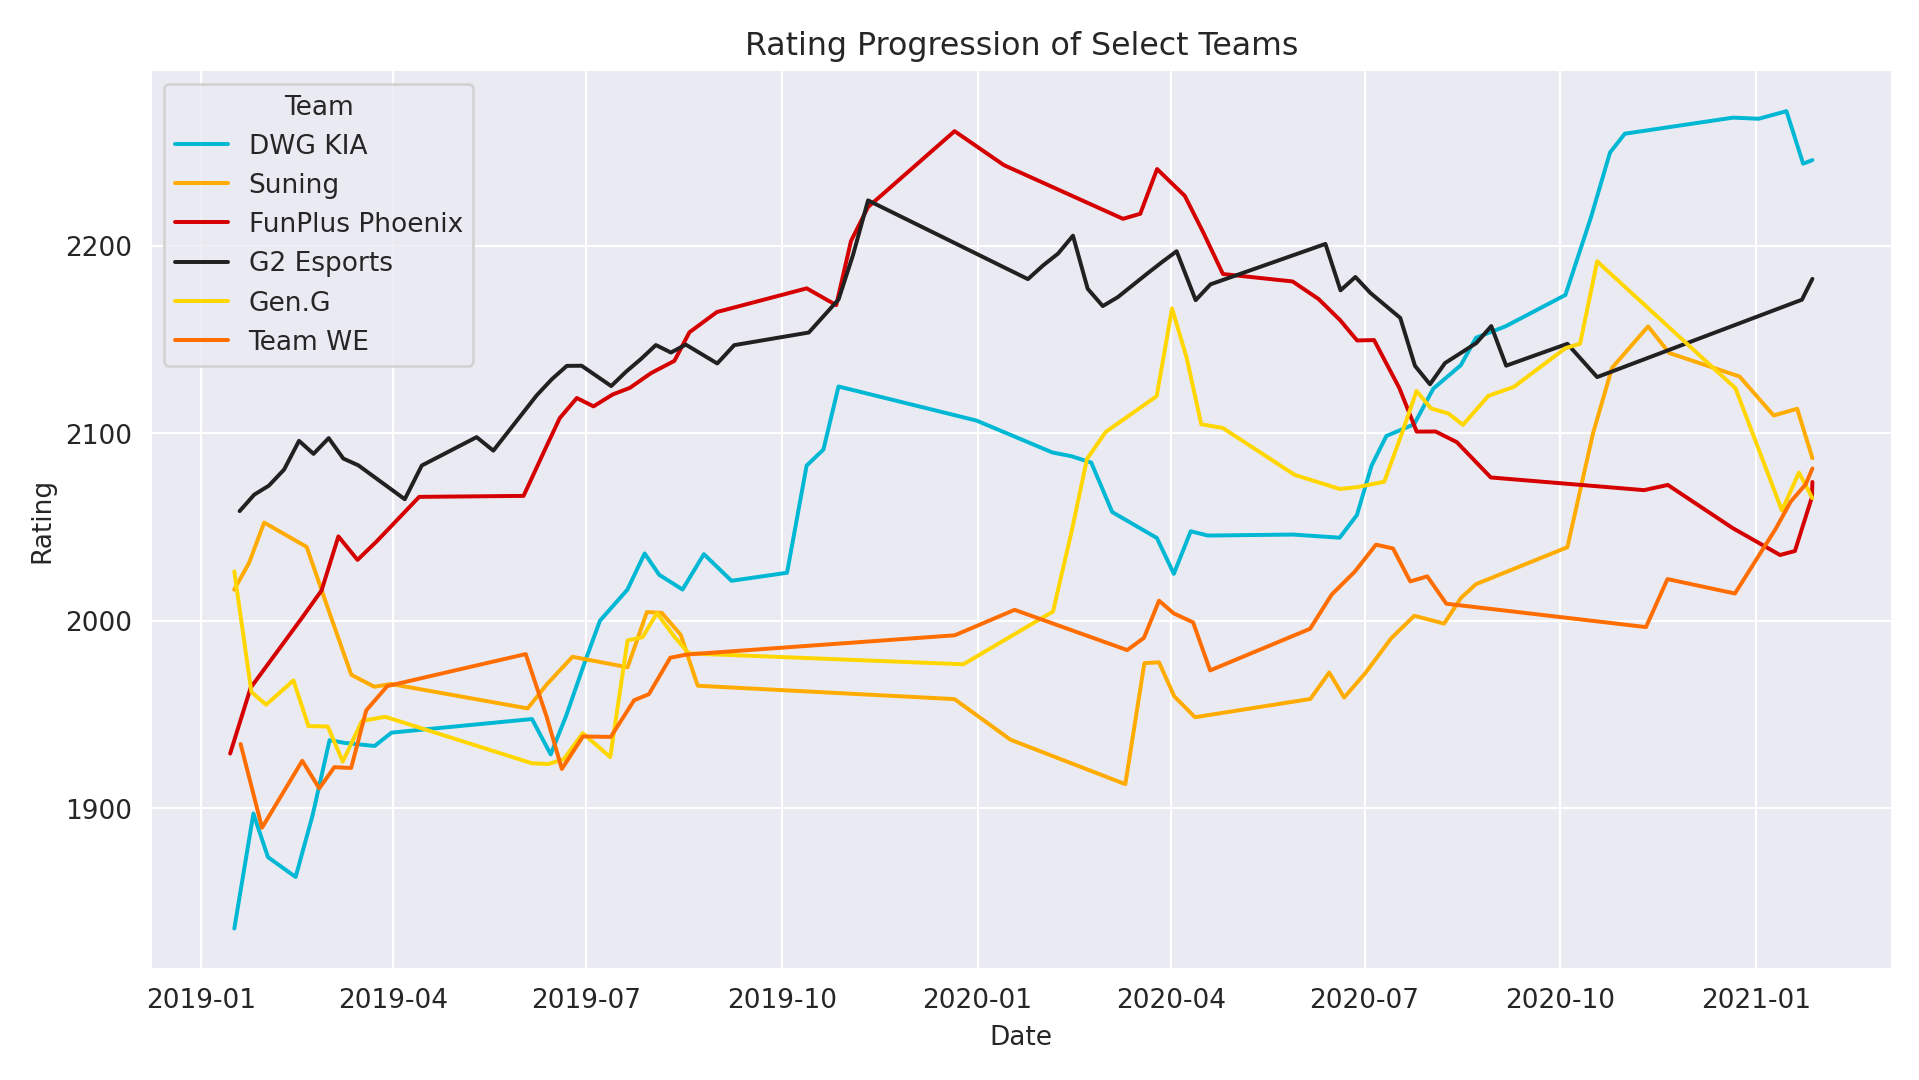 Rating Progression of Select Teams
Team
DWG KIA
Suning
FunPlus Phoenix
G2 Esports
Gen.G
Team WE
2200
2100
2000
1900
Rating
2019-01 2019-04 2019-07 2019-10 2020-01 2020-04 2020-07 2020-10 2021-01
Date